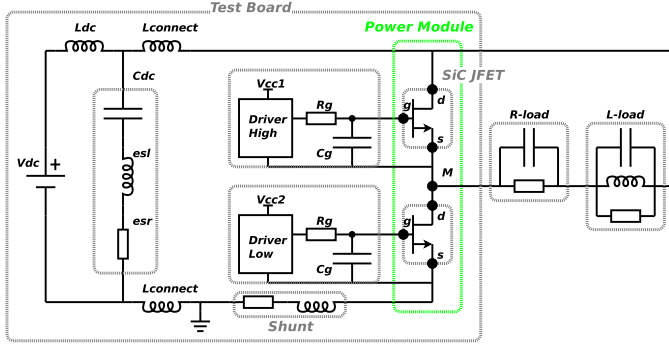 Test Board
Ldc
Lconnect
Power Module
Cdc
SiC JFET
Vcc1
d
g
Rg
R-load
L-load
Driver
High
s
esl
Cg
Vdc
+
M
Vcc2
d
g
Rg
esr
Driver
Low
s
Cg
Lconnect
Shunt